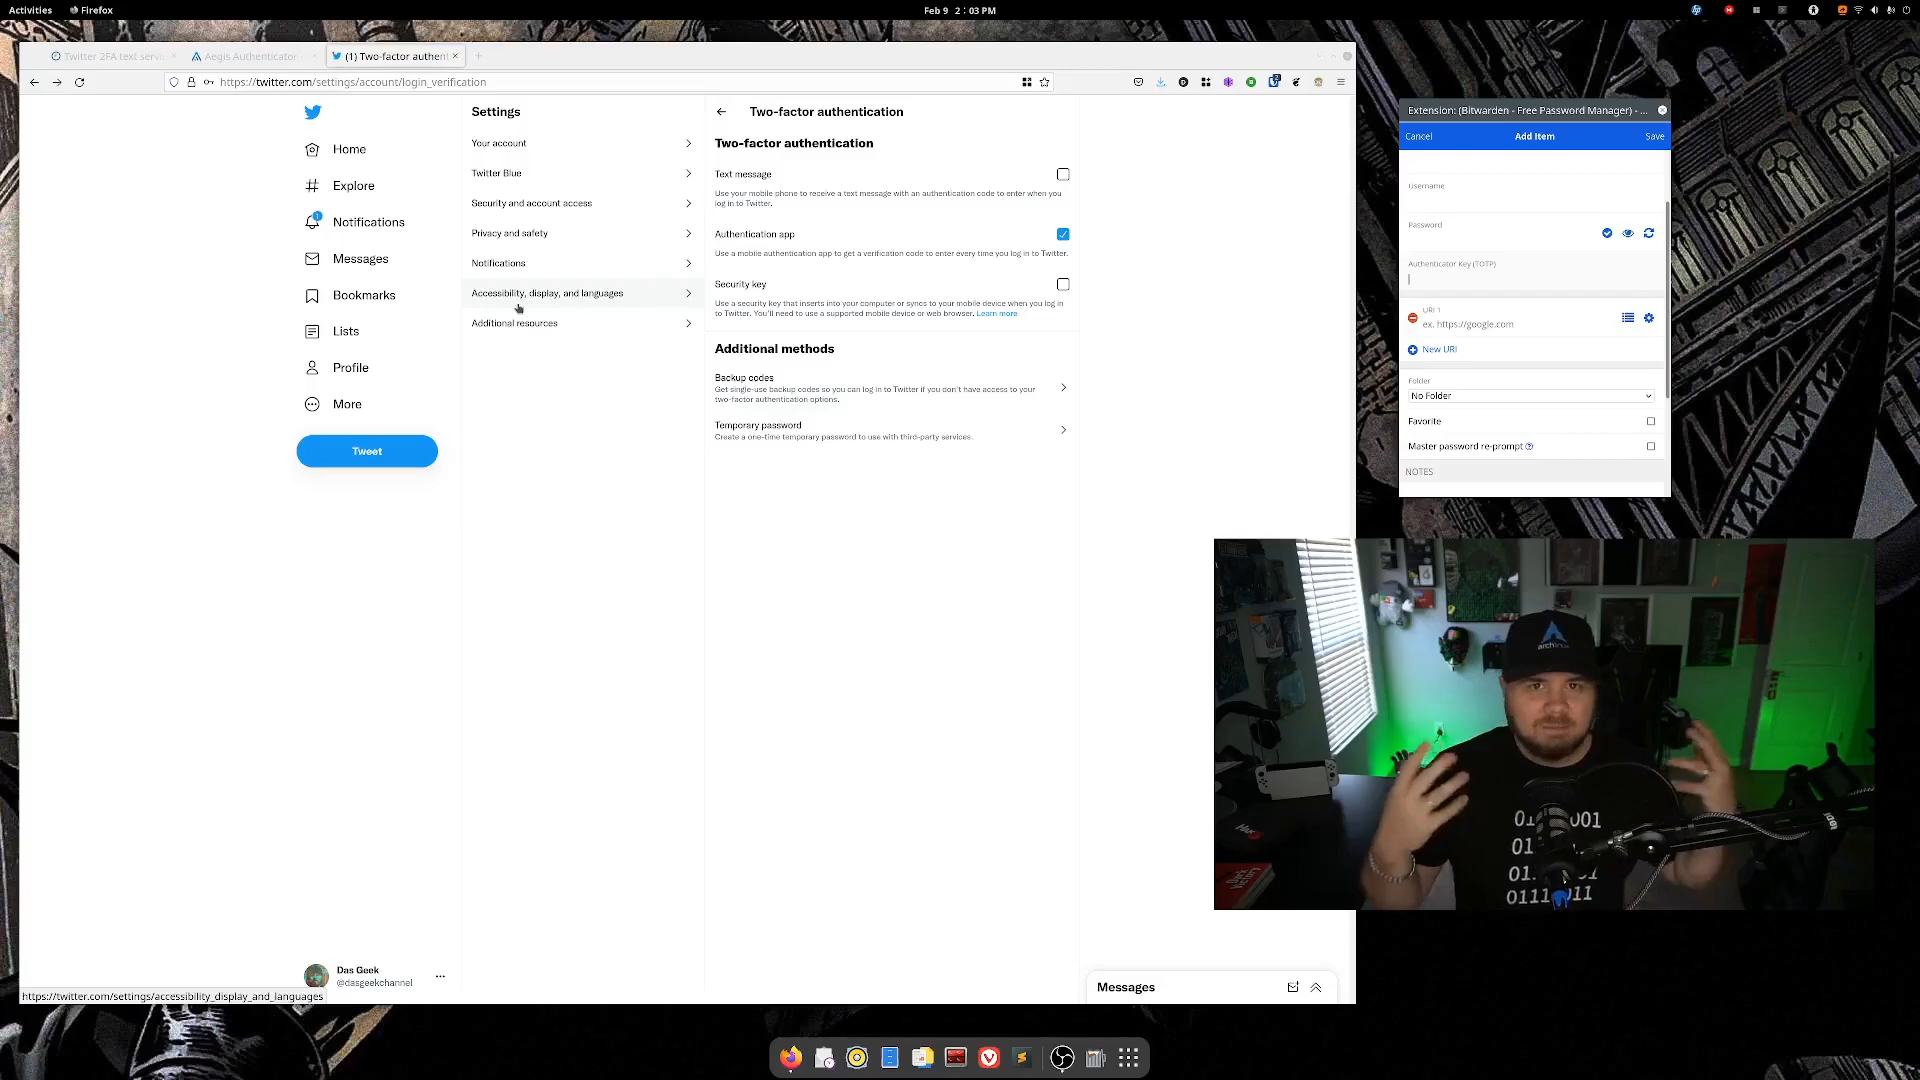 Activities
Firefox
Feb 9 2:03 PM
Twitter 2FA text servi
Aegis Authenticator
(1) Two-factor authent
https://twitter.com/settings/account/login_verification
Home
Explore
1
Notifications
Messages
Bookmarks
Lists
Profile
More
Tweet
Das Geek
@dasgeekchannel
https://twitter.com/settings/accessibility_display_and_languages
Settings
Your account
Twitter Blue
Security and account access
Privacy and safety
Notifications
Accessibility, display, and languages
Additional resources
Two-factor authentication
Two-factor authentication
Text message
Use your mobile phone to receive a text message with an authentication code to enter when you
log in to Twitter.
Authentication app
Use a mobile authentication app to get a verification code to enter every time you log in to Twitter.
Security key
Use a security key that inserts into your computer or syncs to your mobile device when you log in
to Twitter. You'll need to use a supported mobile device or web browser. Learn more
Additional methods
Backup codes
Get single-use backup codes so you can log in to Twitter if you don't have access to your
two-factor authentication options.
Temporary password
Create a one-time temporary password to use with third-party services.
Messages
Extension: (Bitwarden - Free Password Manager) - ...
Cancel
Add Item
Save
Username
Password
Authenticator Key (TOTP)
URI 1
ex. https://google.com
New URI
Folder
No Folder
Favorite
Master password re-prompt
NOTES
01 001
01
01. 01
0111 011